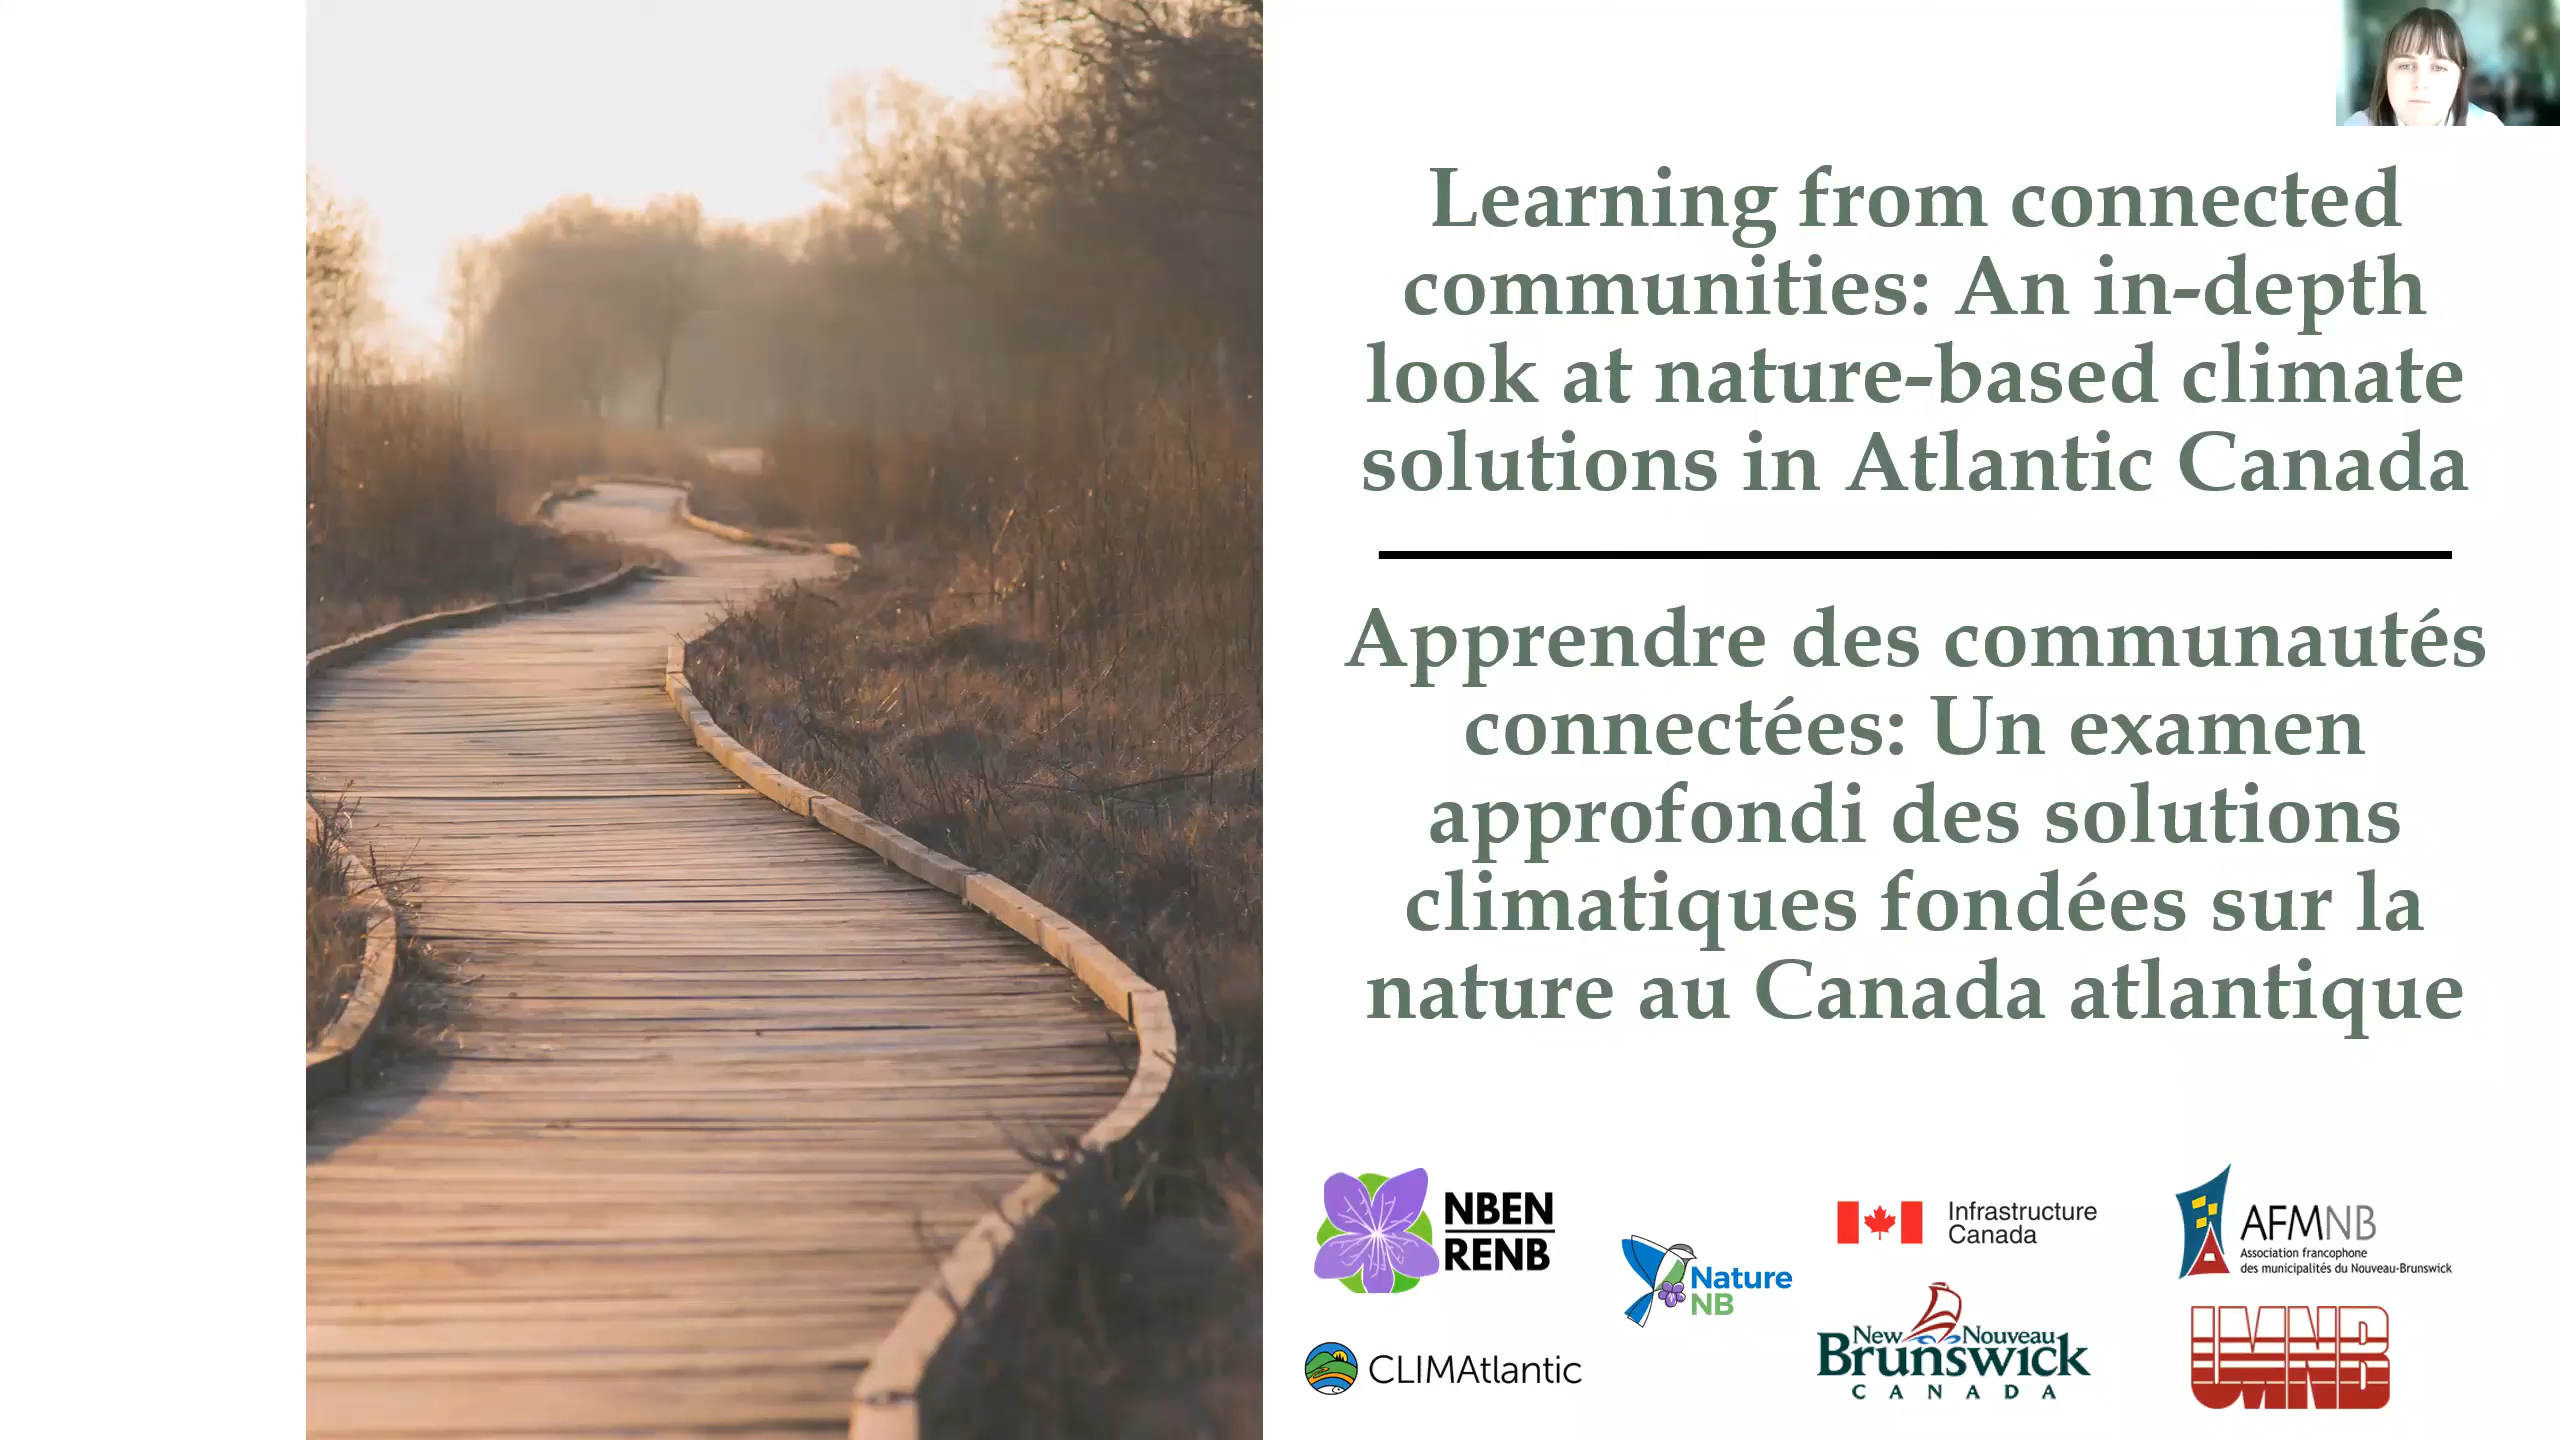 Learning from connected
communities: An in-depth
look at nature-based climate
solutions in Atlantic Canada
Apprendre des communautés
connectées: Un examen
approfondi des solutions
climatiques fondées sur la
nature au Canada atlantique
NBEN
RENB
Nature
NB
Infrastructure
Canada
AFMNB
Association francophone
des municipalités du Nouveau-Brunswick
CLIMAtlantic
New Nouveau
Brunswick
CANADA
UMNB